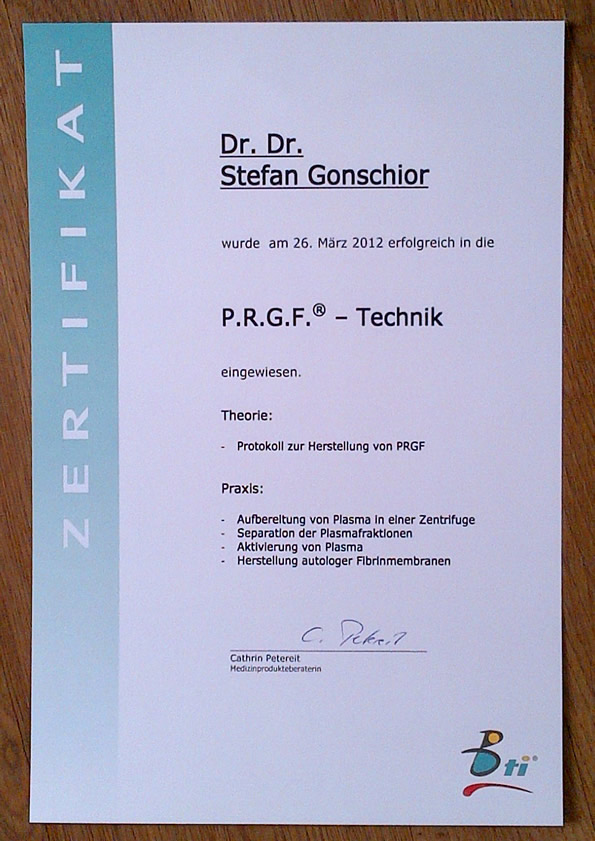 ZERTIFIKAT
Dr. Dr.
Stefan Gonschior
wurde am 26. März 2012 erfolgreich in die
P.R.G.F.® – Technik
eingewiesen.
Theorie:
- Protokoll zur Herstellung von PRGF
Praxis:
- Aufbereitung von Plasma in einer Zentrifuge
- Separation der Plasmafraktionen
- Aktivierung von Plasma
- Herstellung autologer Fibrinmembranen
C. Petereit
Cathrin Petereit
Medizinprodukteberaterin
Bti®